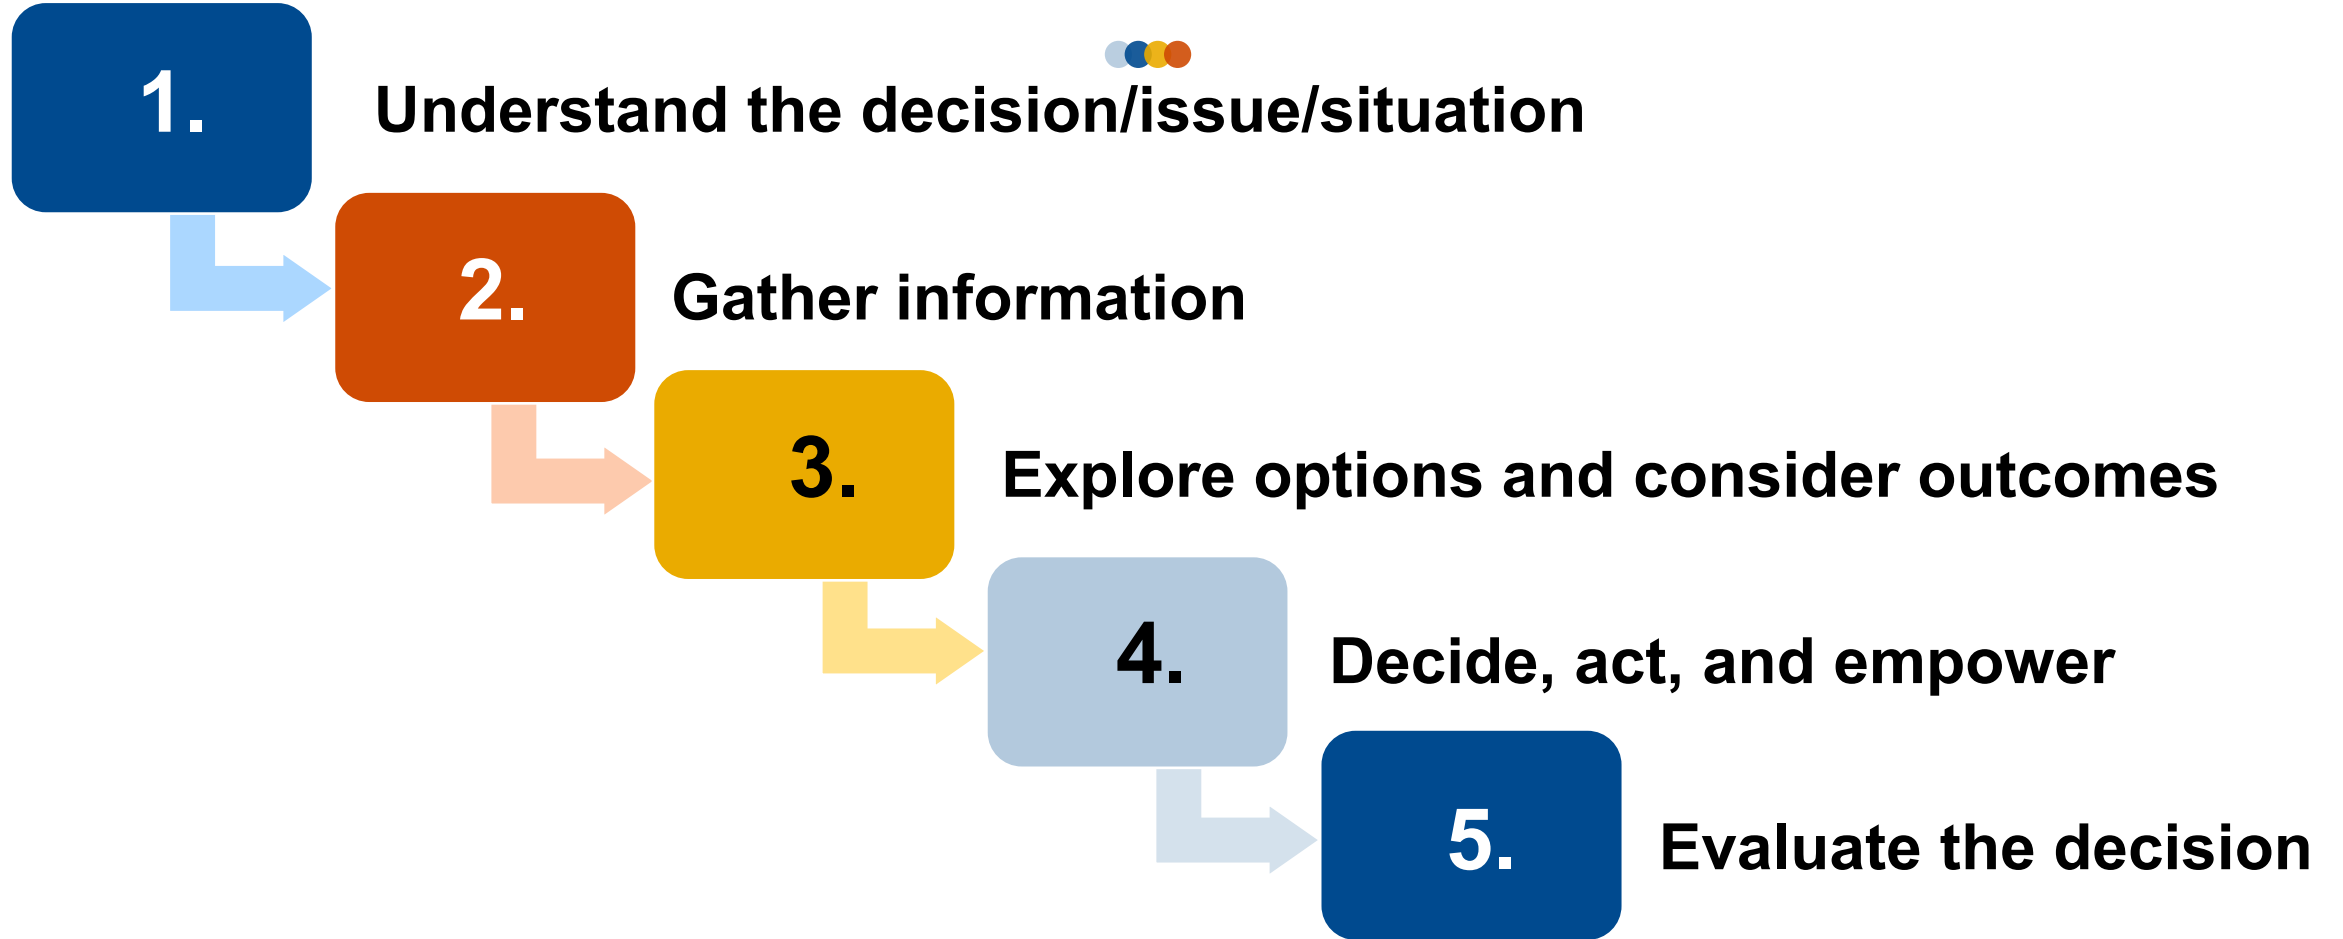 1. Understand the decision/issue/situation
2. Gather information
3. Explore options and consider outcomes
4. Decide, act, and empower
5. Evaluate the decision